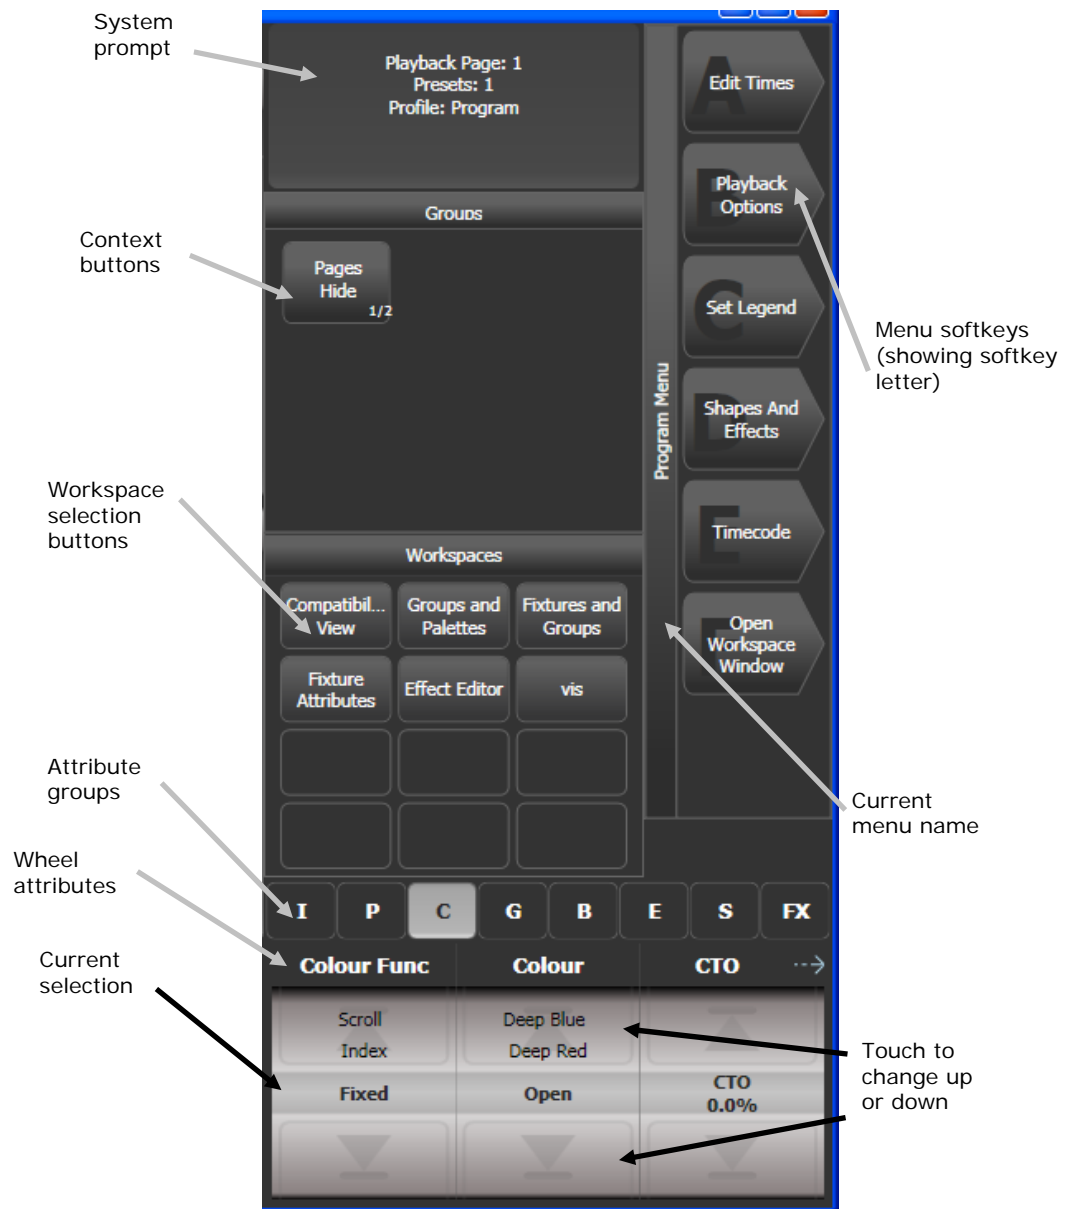 System
prompt
Playback Page: 1
Presets: 1
Profile: Program
A
Edit Times
B
Playback
Options
Groups
Context
buttons
Pages
Hide
1/2
C
Set Legend
Menu softkeys
(showing softkey
letter)
Program Menu
D
Shapes And
Effects
Workspace
selection
buttons
E
Timecode
Workspaces
Compatibil...
View
Groups and
Palettes
Fixtures and
Groups
F
Open
Workspace
Window
Fixture
Attributes
Effect Editor
vis
Attribute
groups
Current
menu name
Wheel
attributes
I P C G B E S FX
Current
selection
Colour Func Colour CTO
Scroll
Index
Deep Blue
Deep Red
Fixed
Open
CTO
0.0%
Touch to
change up
or down